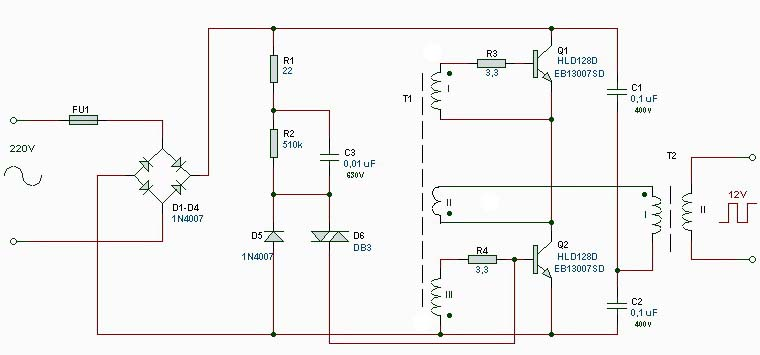 FU1
220V
D1-D4
1N4007
R1
22
R2
510k
C3
0,01 uF
630V
D5
1N4007
D6
DB3
T1
I
II
III
R3
3,3
R4
3,3
Q1
HLD128D
EB13007SD
Q2
HLD128D
EB13007SD
C1
0,1 uF
400V
C2
0,1 uF
400V
T2
I
II
12V